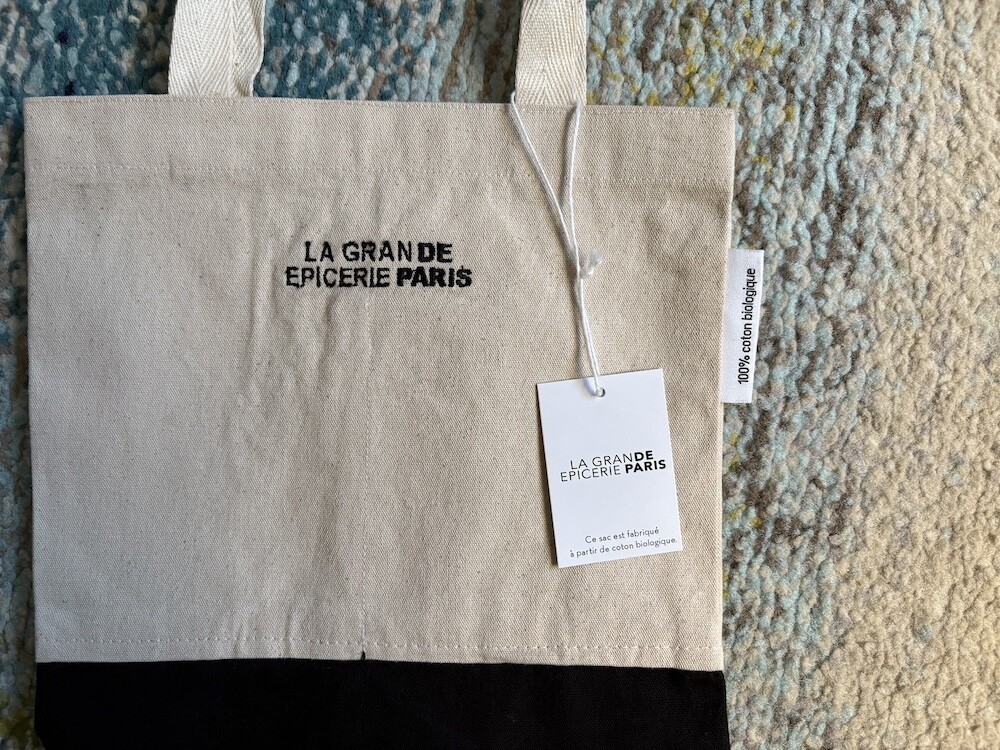 LA GRANDE
EPICERIE PARIS
100% coton biologique
LA GRANDE
EPICERIE PARIS
Ce sac est fabriqué
à partir de coton biologique.